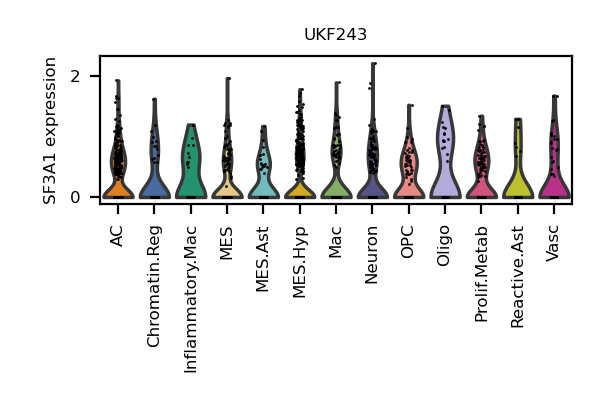 UKF243
SF3A1 expression
2
0
AC
Chromatin.Reg
Inflammatory.Mac
MES
MES.Ast
MES.Hyp
Mac
Neuron
OPC
Oligo
Prolif.Metab
Reactive.Ast
Vasc